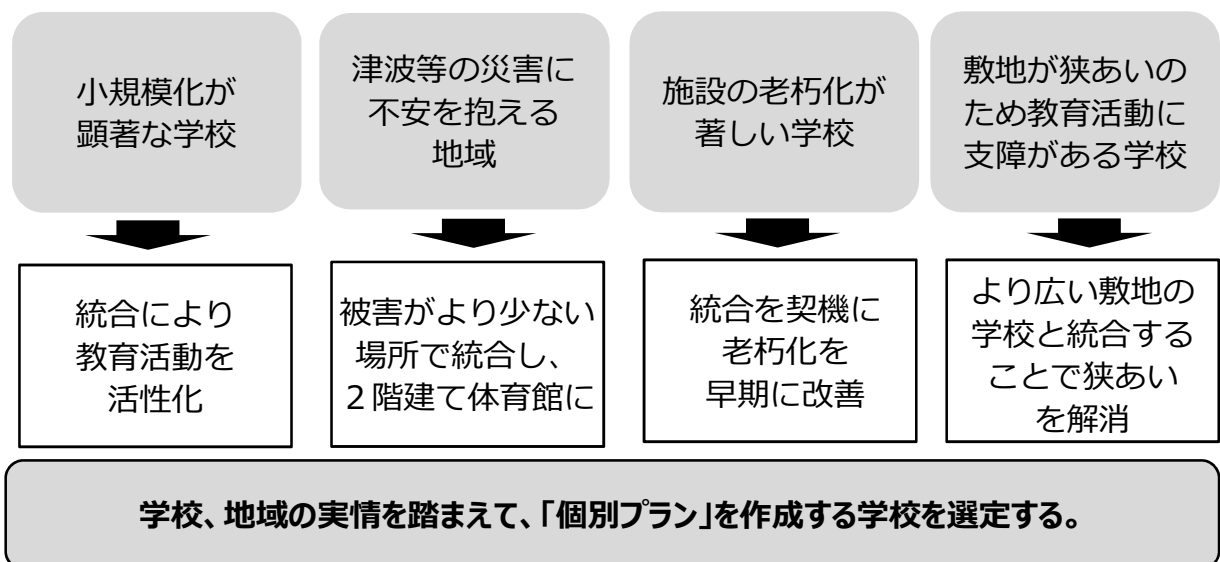 小規模化が
顕著な学校
津波等の災害に
不安を抱える
地域
施設の老朽化が
著しい学校
敷地が狭あいの
ため教育活動に
支障がある学校
統合により
教育活動を
活性化
被害がより少ない
場所で統合し、
２階建て体育館に
統合を契機に
老朽化を
早期に改善
より広い敷地の
学校と統合する
ことで狭あい
を解消
学校、地域の実情を踏まえて、「個別プラン」を作成する学校を選定する。